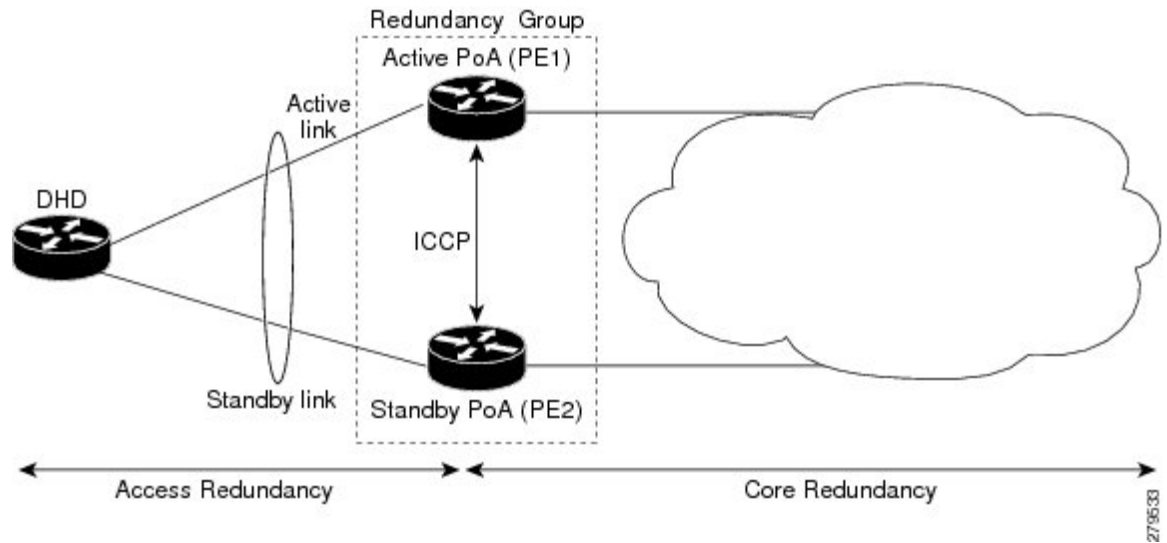 Redundancy Group
Active PoA (PE1)
Active
link
DHD
ICCP
Standby link
Standby PoA (PE2)
Access Redundancy
Core Redundancy
279533